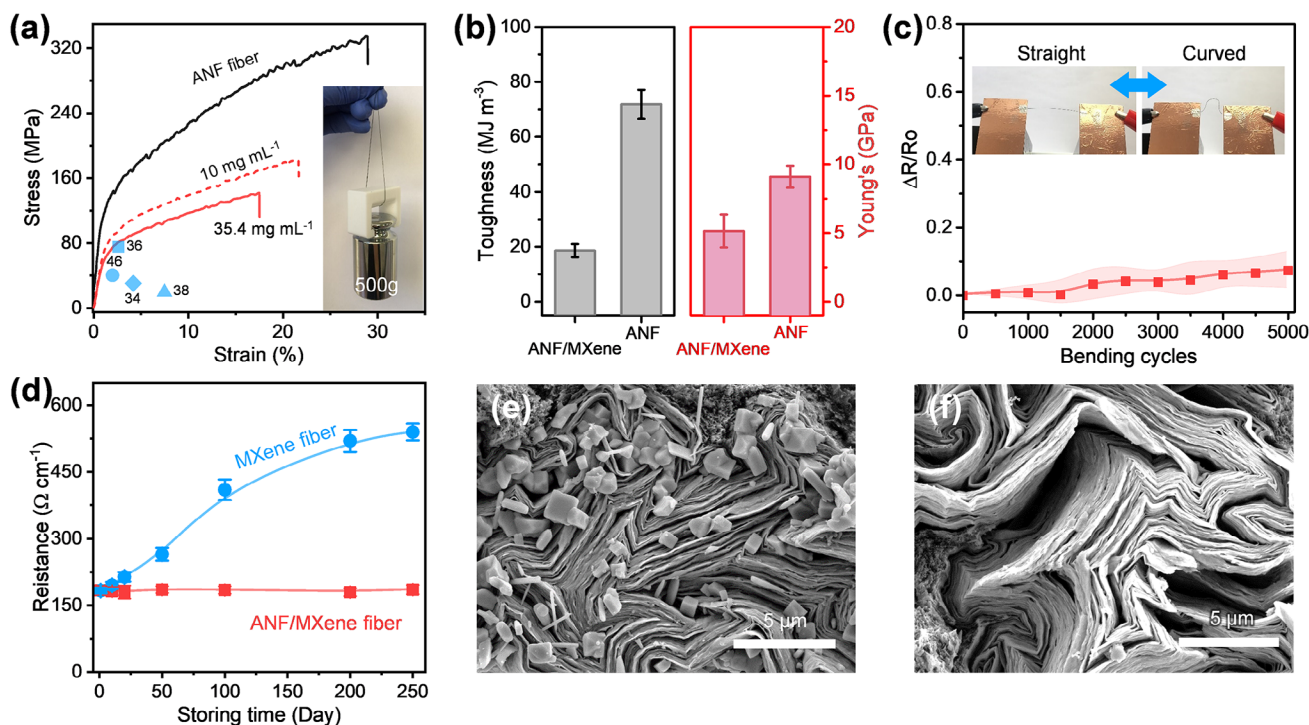 (a)
320
240
160
80
0
Stress (MPa)
ANF fiber
10 mg mL⁻¹
35.4 mg mL⁻¹
36
46
34
38
500g
0
10
20
30
Strain (%)
(b)
100
80
60
40
20
0
Toughness (MJ m⁻³)
ANF/MXene
ANF
20
15
10
5
0
Young's (GPa)
ANF/MXene
ANF
(c)
0.8
0.6
0.4
0.2
0.0
ΔR/Ro
Straight
Curved
0
1000
2000
3000
4000
5000
Bending cycles
(d)
600
450
300
150
0
Reistance (Ω cm⁻¹)
MXene fiber
ANF/MXene fiber
0
50
100
150
200
250
Storing time (Day)
(e)
5 μm
(f)
5 μm